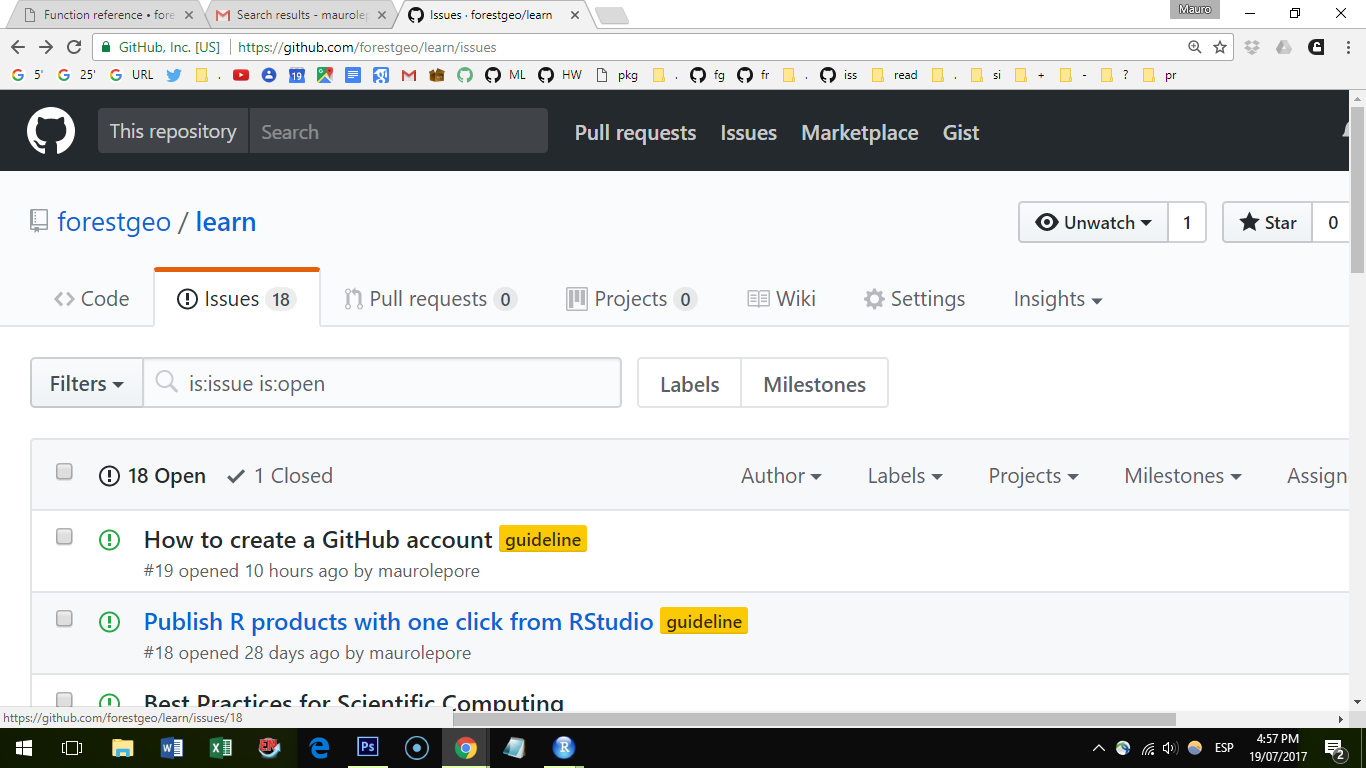 Function reference • fore
Search results - maurolep
Issues · forestgeo/learn
Mauro
GitHub, Inc. [US]
https://github.com/forestgeo/learn/issues
5' 25' URL . ML HW pkg . fg fr . iss read . si + - ? pr
This repository Search Pull requests Issues Marketplace Gist
forestgeo / learn
Unwatch 1 Star 0
Code Issues 18 Pull requests 0 Projects 0 Wiki Settings Insights
Filters is:issue is:open Labels Milestones
18 Open 1 Closed Author Labels Projects Milestones Assign
How to create a GitHub account guideline
#19 opened 10 hours ago by maurolepore
Publish R products with one click from RStudio guideline
#18 opened 28 days ago by maurolepore
Best Practices for Scientific Computing
https://github.com/forestgeo/learn/issues/18
ESP
4:57 PM
19/07/2017
2